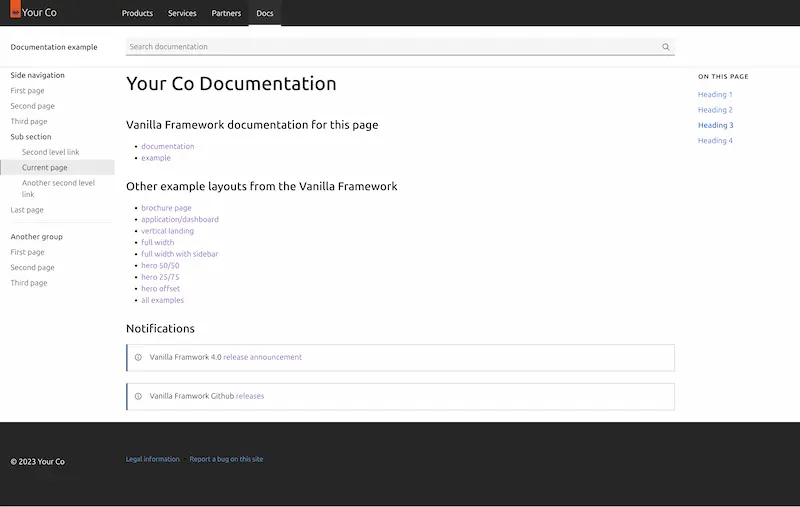 Your Co
Products Services Partners Docs
Documentation example
Search documentation
Side navigation
First page
Second page
Third page
Sub section
Second level link
Current page
Another second level
link
Last page
Another group
First page
Second page
Third page
Your Co Documentation
Vanilla Framework documentation for this page
documentation
example
Other example layouts from the Vanilla Framework
brochure page
application/dashboard
vertical landing
full width
full width with sidebar
hero 50/50
hero 25/75
hero offset
all examples
Notifications
Vanilla Framwork 4.0 release announcement
Vanilla Framwork Github releases
ON THIS PAGE
Heading 1
Heading 2
Heading 3
Heading 4
© 2023 Your Co
Legal information Report a bug on this site